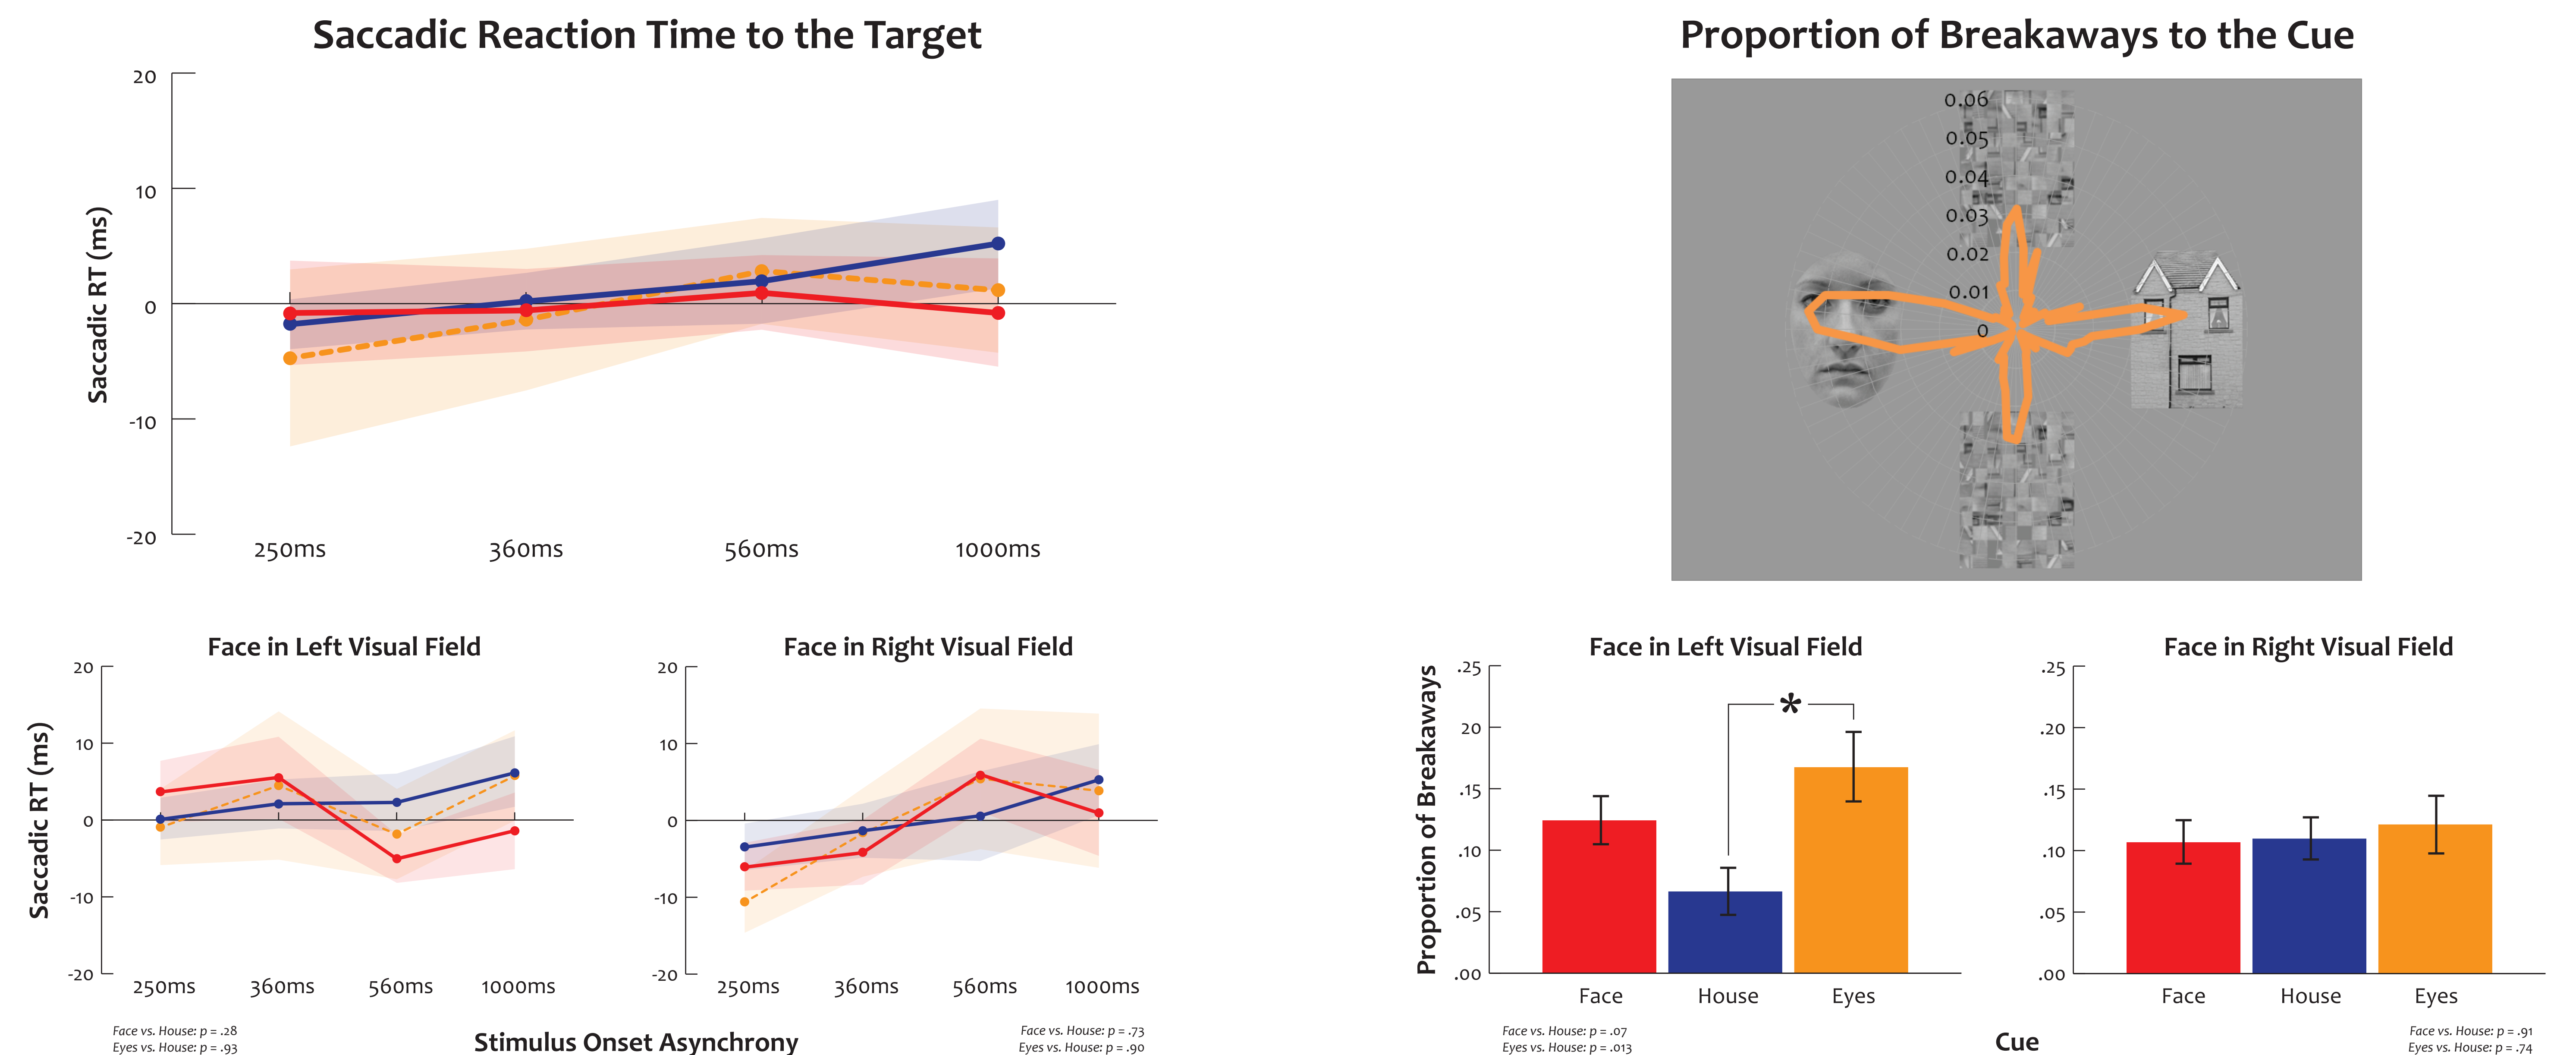 Saccadic Reaction Time to the Target
20
10
0
-10
-20
Saccadic RT (ms)
250ms 360ms 560ms 1000ms
Proportion of Breakaways to the Cue
0.06
0.05
0.04
0.03
0.02
0.01
0
Face in Left Visual Field
20
10
0
-10
-20
Saccadic RT (ms)
250ms 360ms 560ms 1000ms
Face vs. House: p = .28
Eyes vs. House: p = .93
Face in Right Visual Field
20
10
0
-10
-20
250ms 360ms 560ms 1000ms
Face vs. House: p = .73
Eyes vs. House: p = .90
Stimulus Onset Asynchrony
Face in Left Visual Field
.25
20
.15
.10
.05
.00
Proportion of Breakaways
*
Face House Eyes
Face vs. House: p = .07
Eyes vs. House: p = .013
Face in Right Visual Field
.25
.20
.15
.10
.05
.00
Face House Eyes
Face vs. House: p = .91
Eyes vs. House: p = .74
Cue